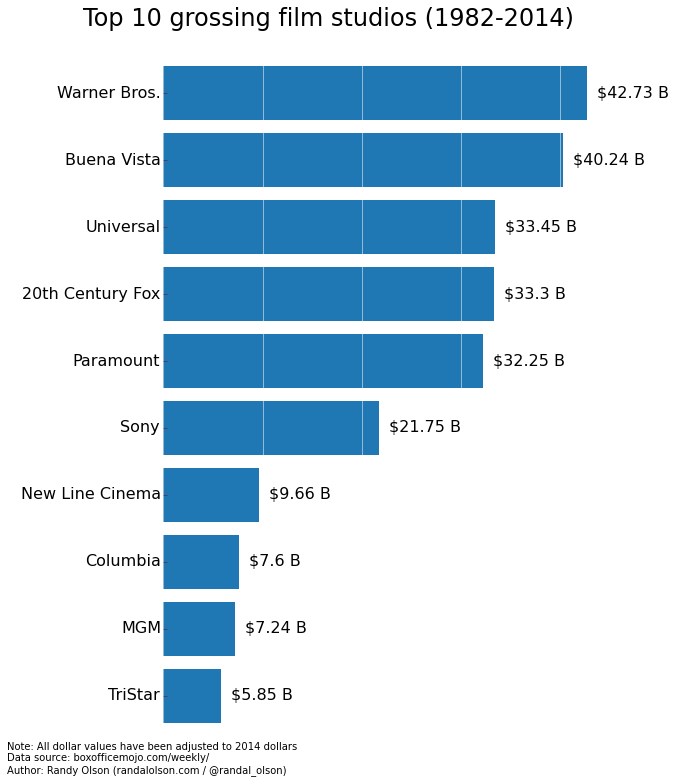 Top 10 grossing film studios (1982-2014)
Warner Bros. $42.73 B
Buena Vista $40.24 B
Universal $33.45 B
20th Century Fox $33.3 B
Paramount $32.25 B
Sony $21.75 B
New Line Cinema $9.66 B
Columbia $7.6 B
MGM $7.24 B
TriStar $5.85 B
Note: All dollar values have been adjusted to 2014 dollars
Data source: boxofficemojo.com/weekly/
Author: Randy Olson (randalolson.com / @randal_olson)